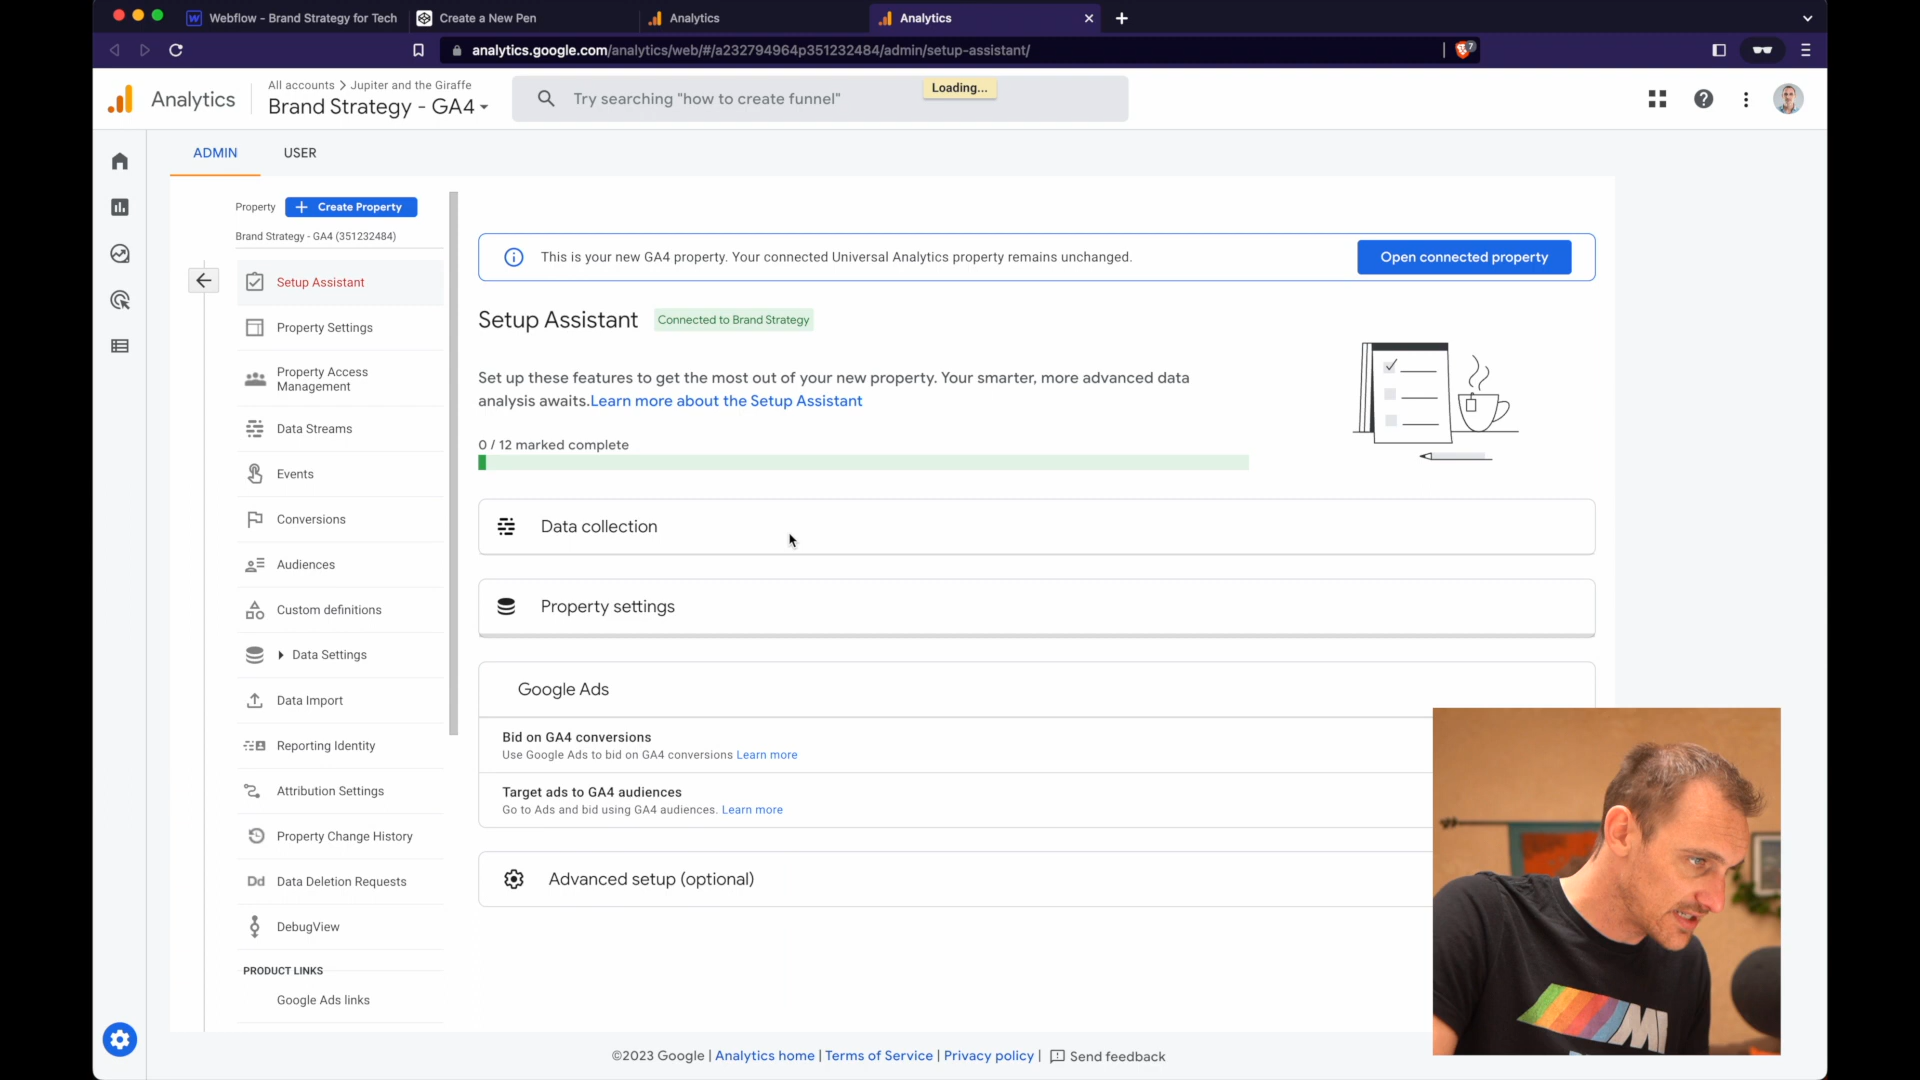 Webflow - Brand Strategy for Tech
Create a New Pen
Analytics
Analytics
analytics.google.com/analytics/web/#/a232794964p351232484/admin/setup-assistant/
7
Analytics
All accounts > Jupiter and the Giraffe
Brand Strategy - GA4
Try searching "how to create funnel"
Loading...
ADMIN
USER
Property
+ Create Property
Brand Strategy - GA4 (351232484)
Setup Assistant
Property Settings
Property Access
Management
Data Streams
Events
Conversions
Audiences
Custom definitions
Data Settings
Data Import
Reporting Identity
Attribution Settings
Property Change History
Dd Data Deletion Requests
DebugView
PRODUCT LINKS
Google Ads links
This is your new GA4 property. Your connected Universal Analytics property remains unchanged.
Open connected property
Setup Assistant
Connected to Brand Strategy
Set up these features to get the most out of your new property. Your smarter, more advanced data
analysis awaits.Learn more about the Setup Assistant
0 / 12 marked complete
Data collection
Property settings
Google Ads
Bid on GA4 conversions
Use Google Ads to bid on GA4 conversions Learn more
Target ads to GA4 audiences
Go to Ads and bid using GA4 audiences. Learn more
Advanced setup (optional)
©2023 Google | Analytics home | Terms of Service | Privacy policy | Send feedback